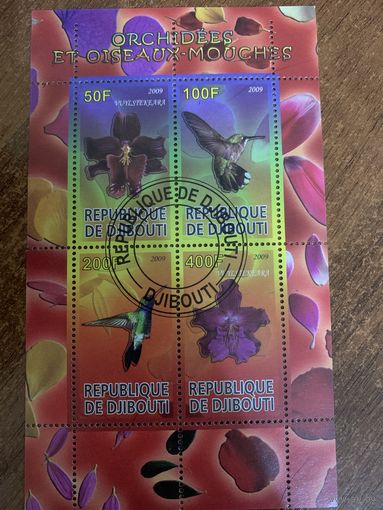 ORCHIDÉES
ET OISEAUX-MOUCHES
50F
2009
VUYLSTEKEARA
REPUBLIQUE
DE DJIBOUTI
100F
2009
REPUBLIQUE
DE DJIBOUTI
REPUBLIQUE DE DJIBOUTI
DJIBOUTI
200F
2009
REPUBLIQUE
DE DJIBOUTI
400F
2009
VUYLSTEKEARA
REPUBLIQUE
DE DJIBOUTI